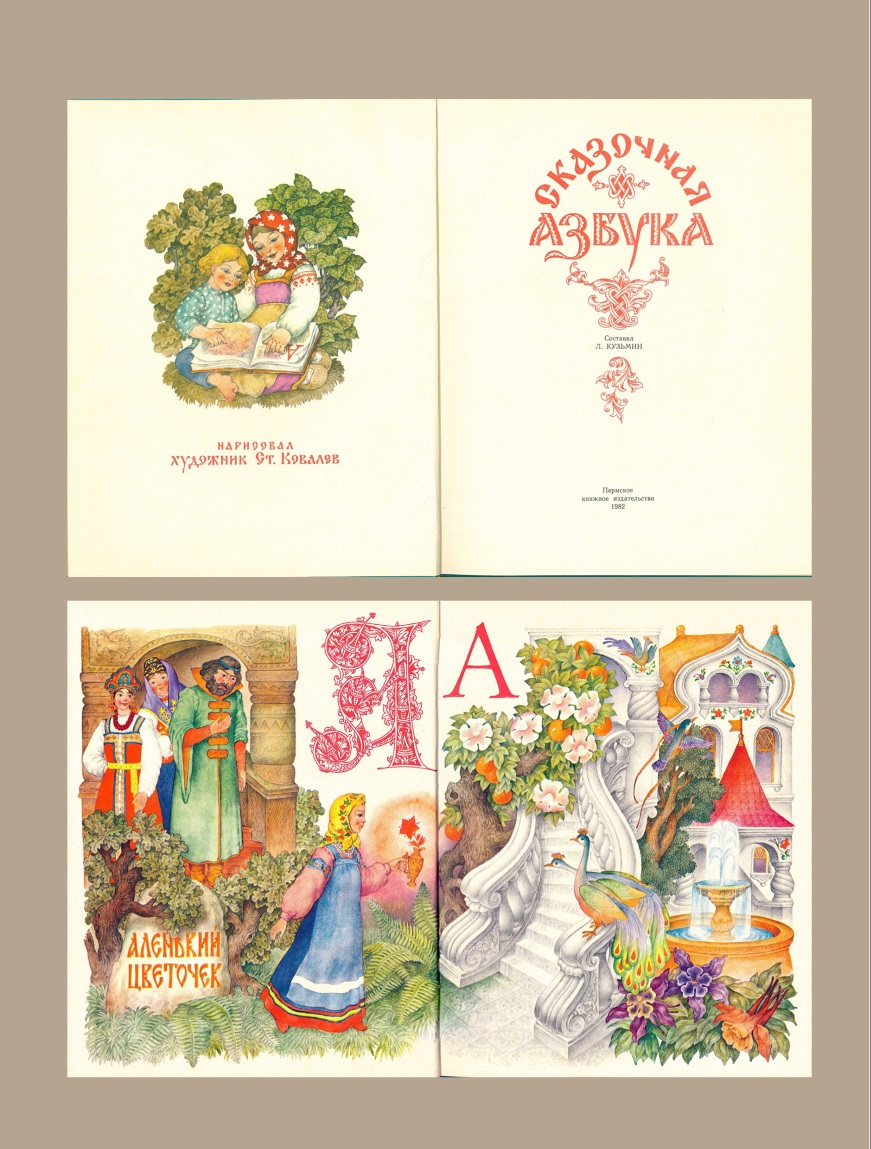 НАРИСОВАЛ
ХУДОЖНИК СТ. КОВАЛЕВ
СКАЗОЧНАЯ
АЗБУКА
Составил
Л. КУЗЬМИН
Пермское
книжное издательство
1982
А
А
АЛЕНЬКИЙ
ЦВЕТОЧЕК